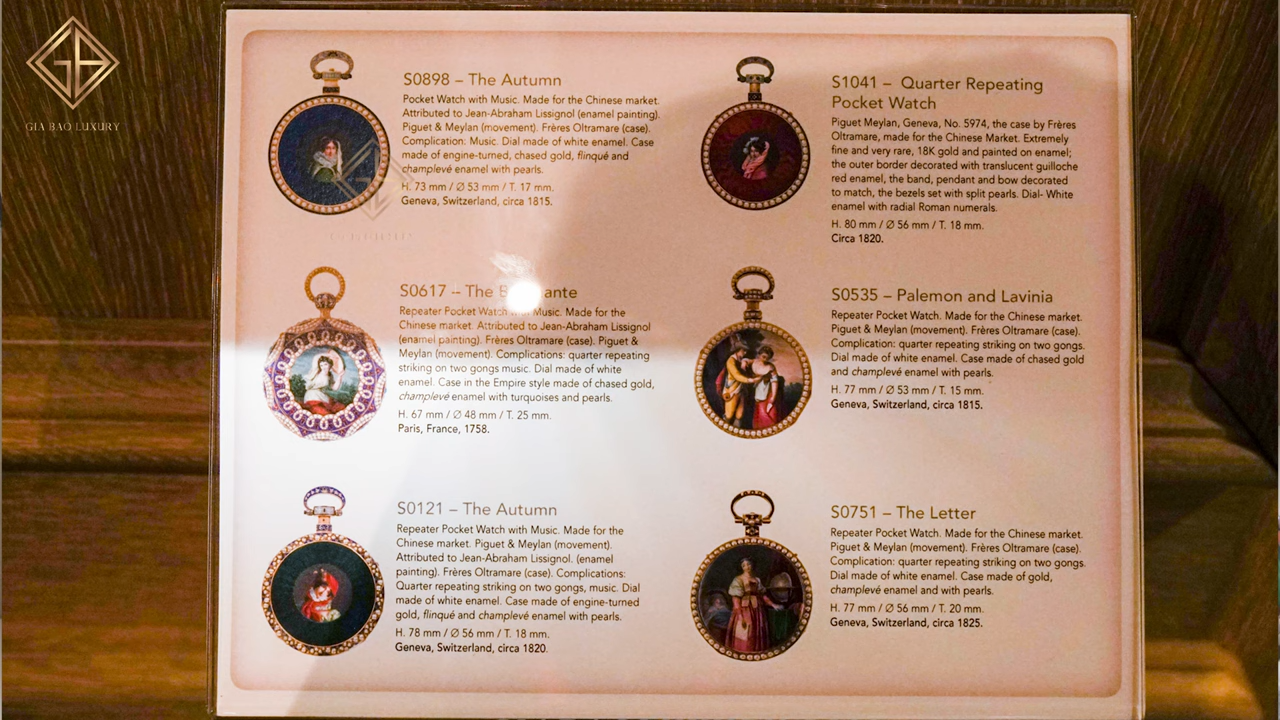 GIA BAO LUXURY
S0898 – The Autumn
Pocket Watch with Music. Made for the Chinese market.
Attributed to Jean-Abraham Lissignol (enamel painting).
Piguet & Meylan (movement). Frères Oltramare (case).
Complication: Music. Dial made of white enamel. Case
made of engine-turned, chased gold, flinqué and
champlevé enamel with pearls.
H. 73 mm / Ø 53 mm / T. 17 mm.
Geneva, Switzerland, circa 1815.
S1041 – Quarter Repeating
Pocket Watch
Piguet Meylan, Geneva, No. 5974, the case by Frères
Oltramare, made for the Chinese Market. Extremely
fine and very rare, 18K gold and painted on enamel;
the outer border decorated with translucent guilloche
red enamel, the band, pendant and bow decorated
to match, the bezels set with split pearls. Dial- White
enamel with radial Roman numerals.
H. 80 mm / Ø 56 mm / T. 18 mm.
Circa 1820.
S0617 – The
Repeater Pocket Watch with Music. Made for the
Chinese market. Attributed to Jean-Abraham Lissignol
(enamel painting). Frères Oltramare (case). Piguet &
Meylan (movement). Complications: quarter repeating
striking on two gongs music. Dial made of white
enamel. Case in the Empire style made of chased gold,
champlevé enamel with turquoises and pearls.
H. 67 mm / Ø 48 mm / T. 25 mm.
Paris, France, 1758.
S0535 – Palemon and Lavinia
Repeater Pocket Watch. Made for the Chinese market.
Piguet & Meylan (movement). Frères Oltramare (case).
Complication: quarter repeating striking on two gongs.
Dial made of white enamel. Case made of chased gold
and champlevé enamel with pearls.
H. 77 mm / Ø 53 mm / T. 15 mm.
Geneva, Switzerland, circa 1815.
S0121 – The Autumn
Repeater Pocket Watch with Music. Made for the
Chinese market. Piguet & Meylan (movement).
Attributed to Jean-Abraham Lissignol. (enamel
painting). Frères Oltramare (case). Complications:
Quarter repeating striking on two gongs, music. Dial
made of white enamel. Case made of engine-turned
gold, flinqué and champlevé enamel with pearls.
H. 78 mm / Ø 56 mm / T. 18 mm.
Geneva, Switzerland, circa 1820.
S0751 – The Letter
Repeater Pocket Watch. Made for the Chinese market.
Piguet & Meylan (movement). Frères Oltramare (case).
Complication: quarter repeating striking on two gongs.
Dial made of white enamel. Case made of gold,
champlevé enamel and with pearls.
H. 77 mm / Ø 56 mm / T. 20 mm.
Geneva, Switzerland, circa 1825.